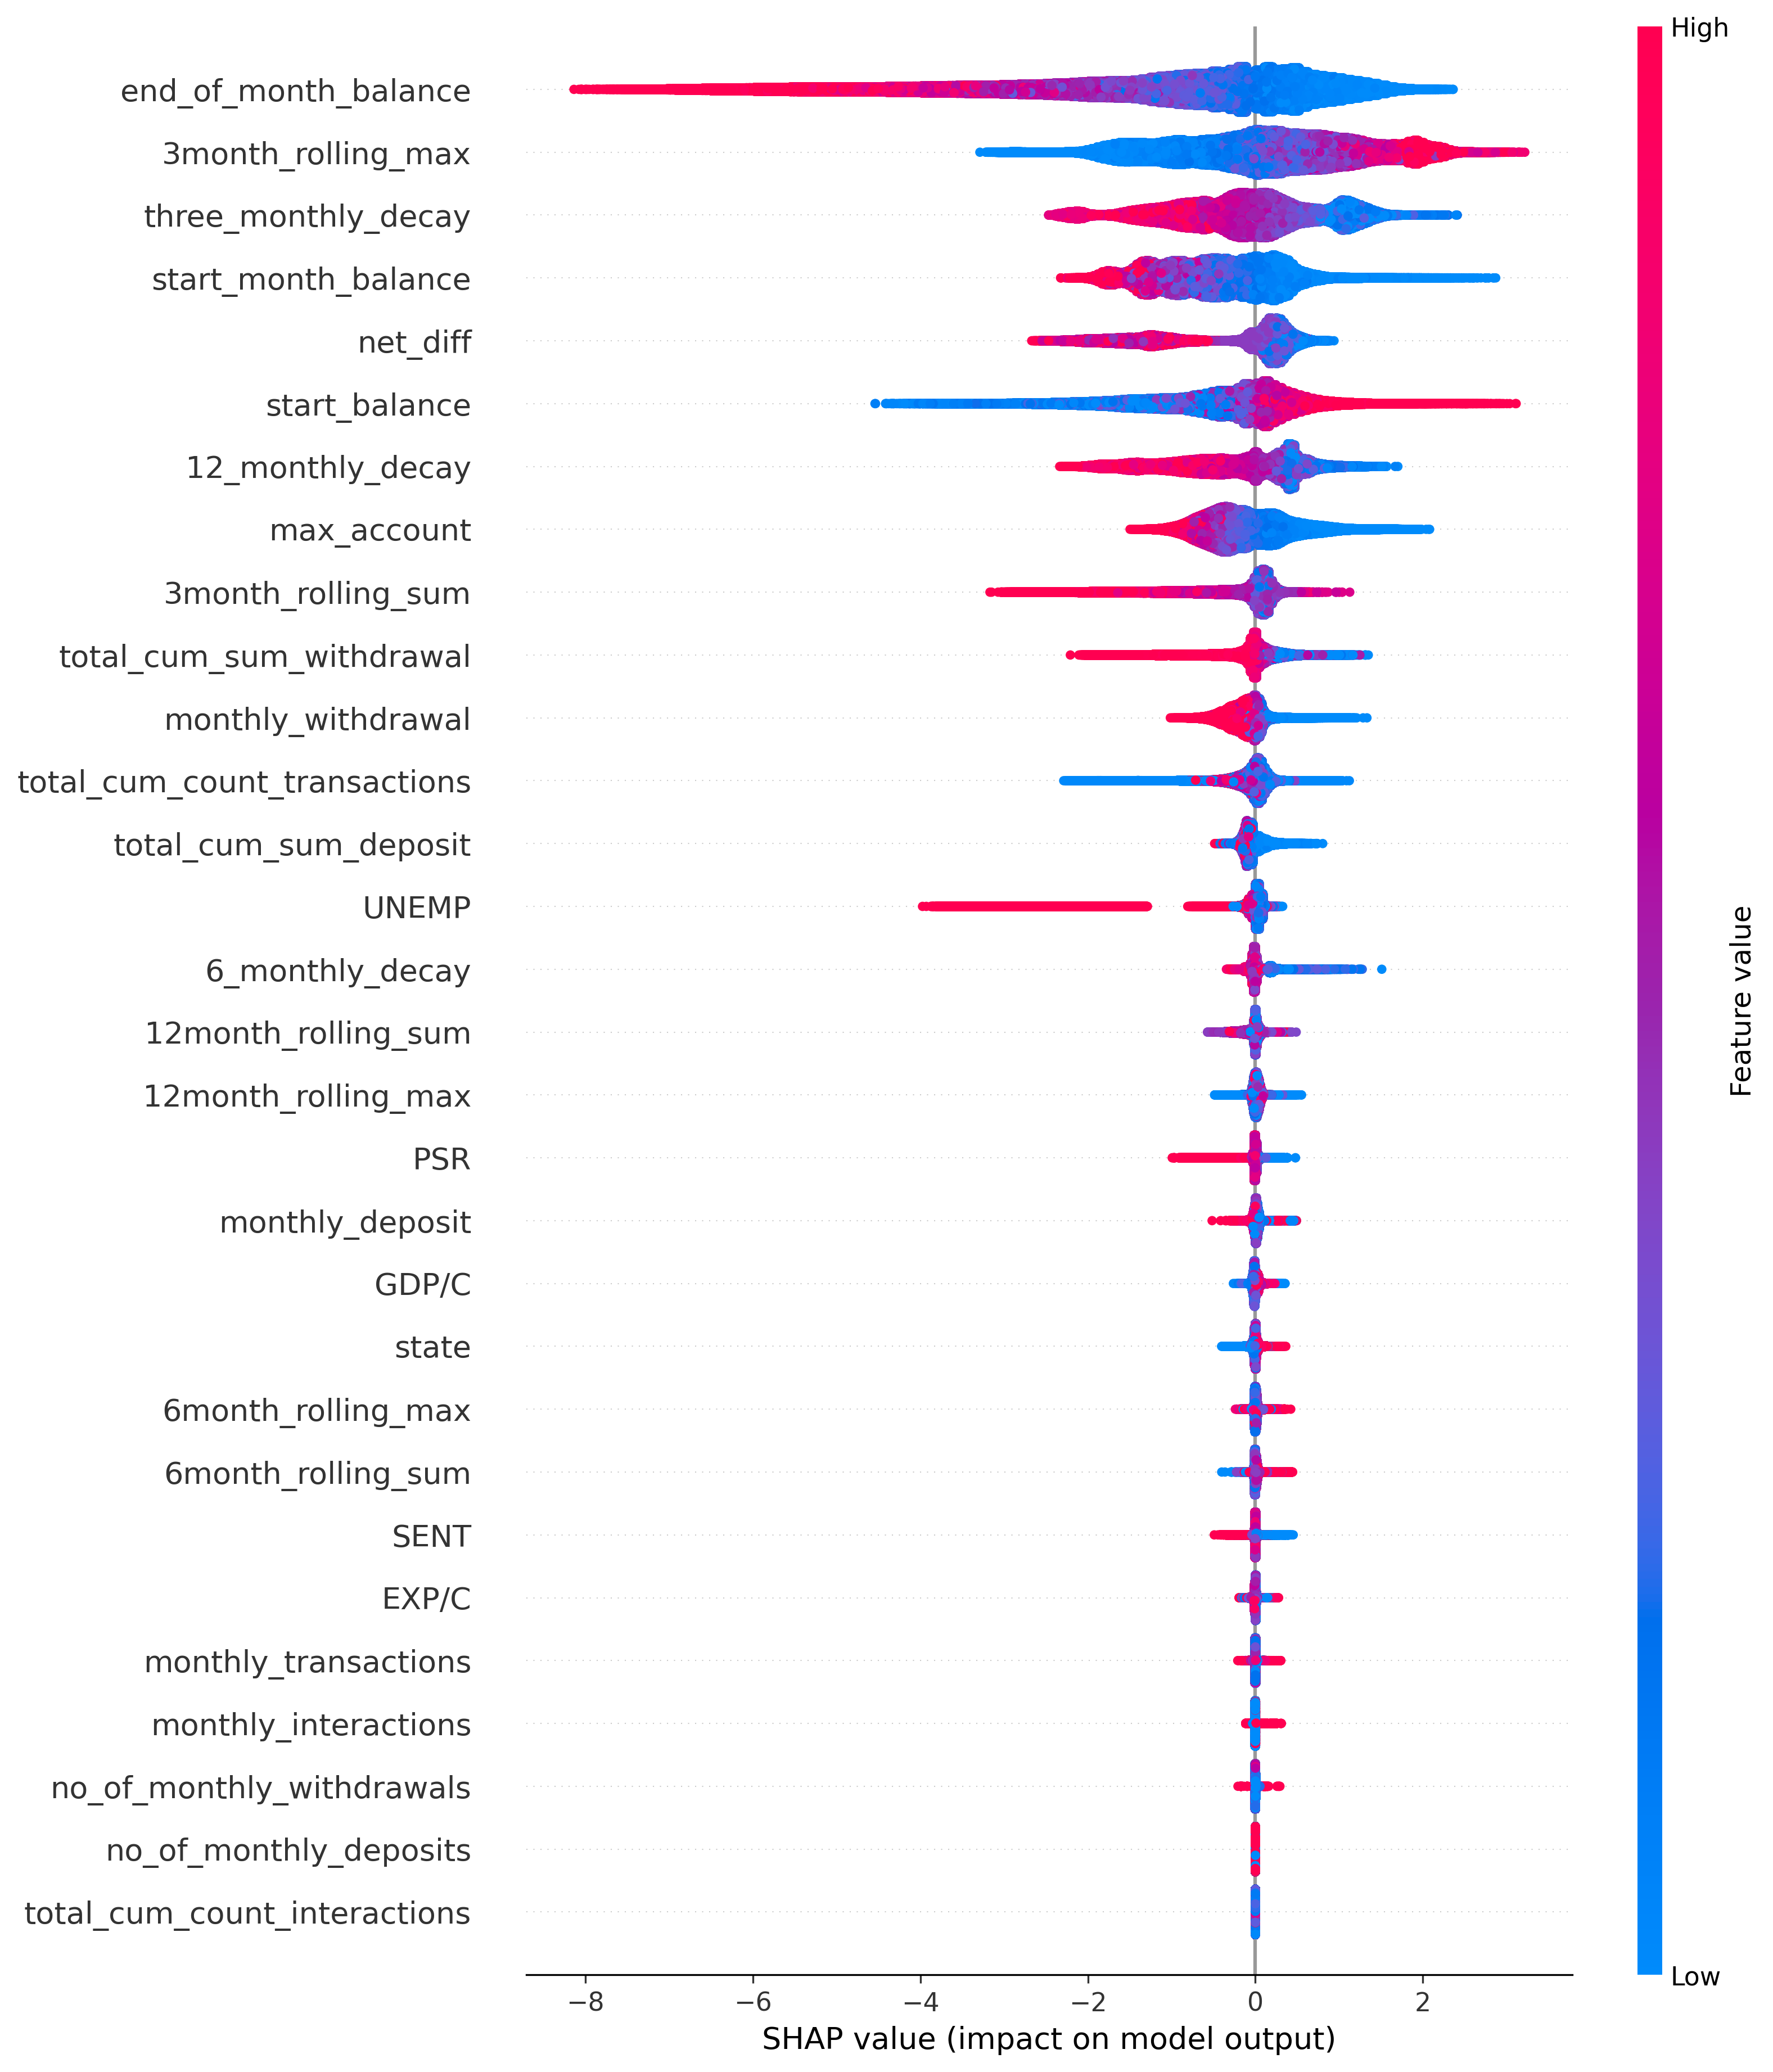 High
end_of_month_balance
3month_rolling_max
three_monthly_decay
start_month_balance
net_diff
start_balance
12_monthly_decay
max_account
3month_rolling_sum
total_cum_sum_withdrawal
monthly_withdrawal
total_cum_count_transactions
total_cum_sum_deposit
UNEMP
6_monthly_decay
12month_rolling_sum
12month_rolling_max
PSR
monthly_deposit
GDP/C
state
6month_rolling_max
6month_rolling_sum
SENT
EXP/C
monthly_transactions
monthly_interactions
no_of_monthly_withdrawals
no_of_monthly_deposits
total_cum_count_interactions
Feature value
Low
−8 −6 −4 −2 0 2
SHAP value (impact on model output)